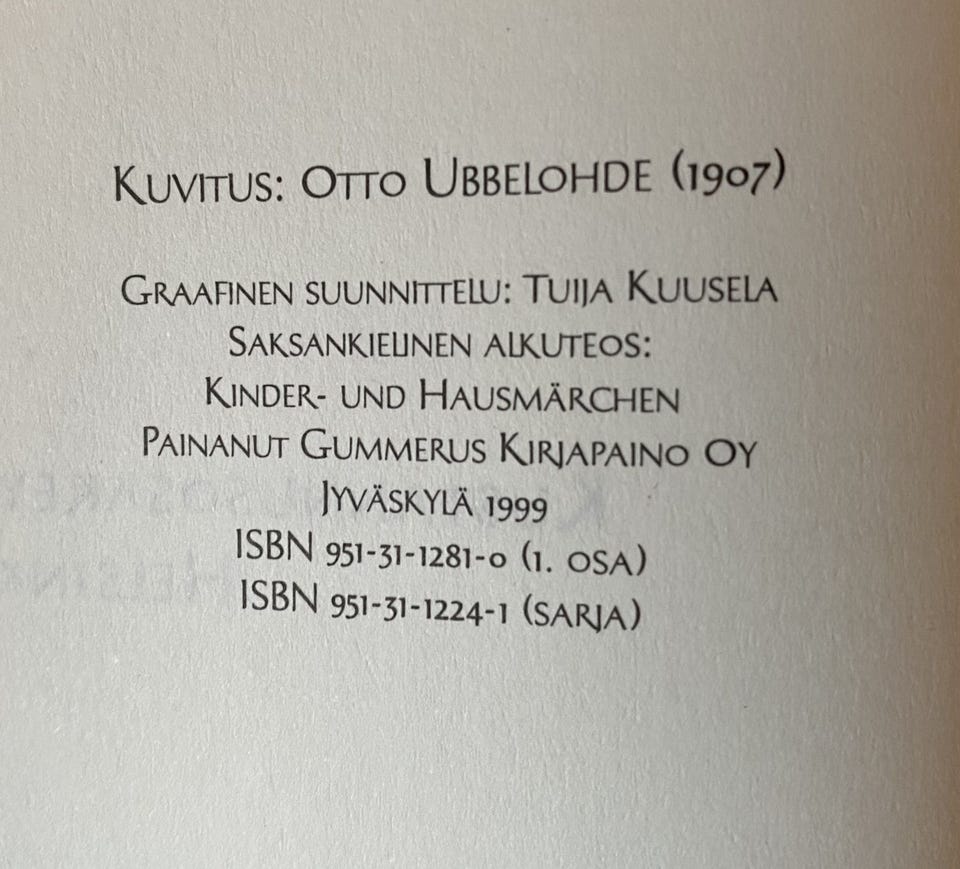 Kuvitus: Otto Ubbelohde (1907)
Graafinen suunnittelu: Tuija Kuusela
Saksankielinen alkuteos:
Kinder- und Hausmärchen
Painanut Gummerus Kirjapaino Oy
Jyväskylä 1999
ISBN 951-31-1281-0 (1. osa)
ISBN 951-31-1224-1 (sarja)